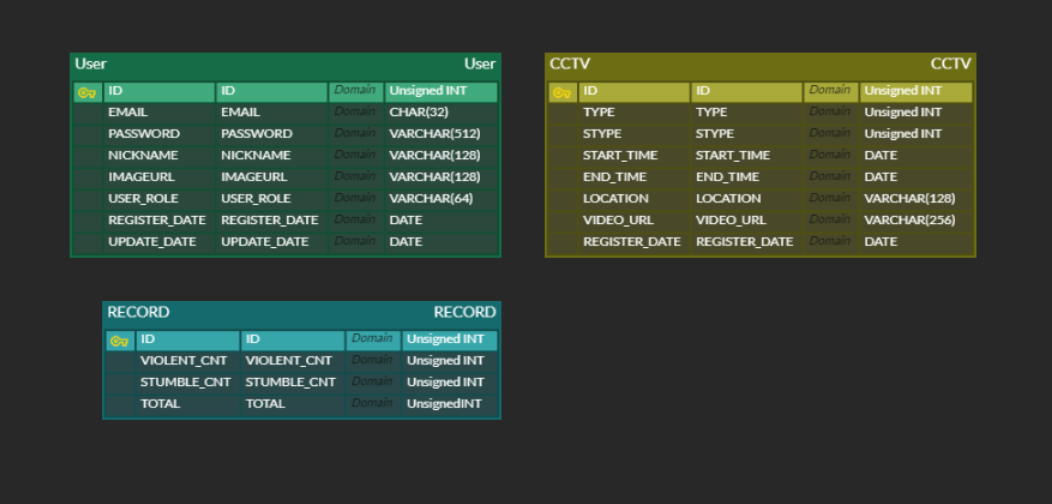 User User
ID ID Domain Unsigned INT
EMAIL EMAIL Domain CHAR(32)
PASSWORD PASSWORD Domain VARCHAR(512)
NICKNAME NICKNAME Domain VARCHAR(128)
IMAGEURL IMAGEURL Domain VARCHAR(128)
USER_ROLE USER_ROLE Domain VARCHAR(64)
REGISTER_DATE REGISTER_DATE Domain DATE
UPDATE_DATE UPDATE_DATE Domain DATE
CCTV CCTV
ID ID Domain Unsigned INT
TYPE TYPE Domain Unsigned INT
STYPE STYPE Domain Unsigned INT
START_TIME START_TIME Domain DATE
END_TIME END_TIME Domain DATE
LOCATION LOCATION Domain VARCHAR(128)
VIDEO_URL VIDEO_URL Domain VARCHAR(256)
REGISTER_DATE REGISTER_DATE Domain DATE
RECORD RECORD
ID ID Domain Unsigned INT
VIOLENT_CNT VIOLENT_CNT Domain Unsigned INT
STUMBLE_CNT STUMBLE_CNT Domain Unsigned INT
TOTAL TOTAL Domain UnsignedINT